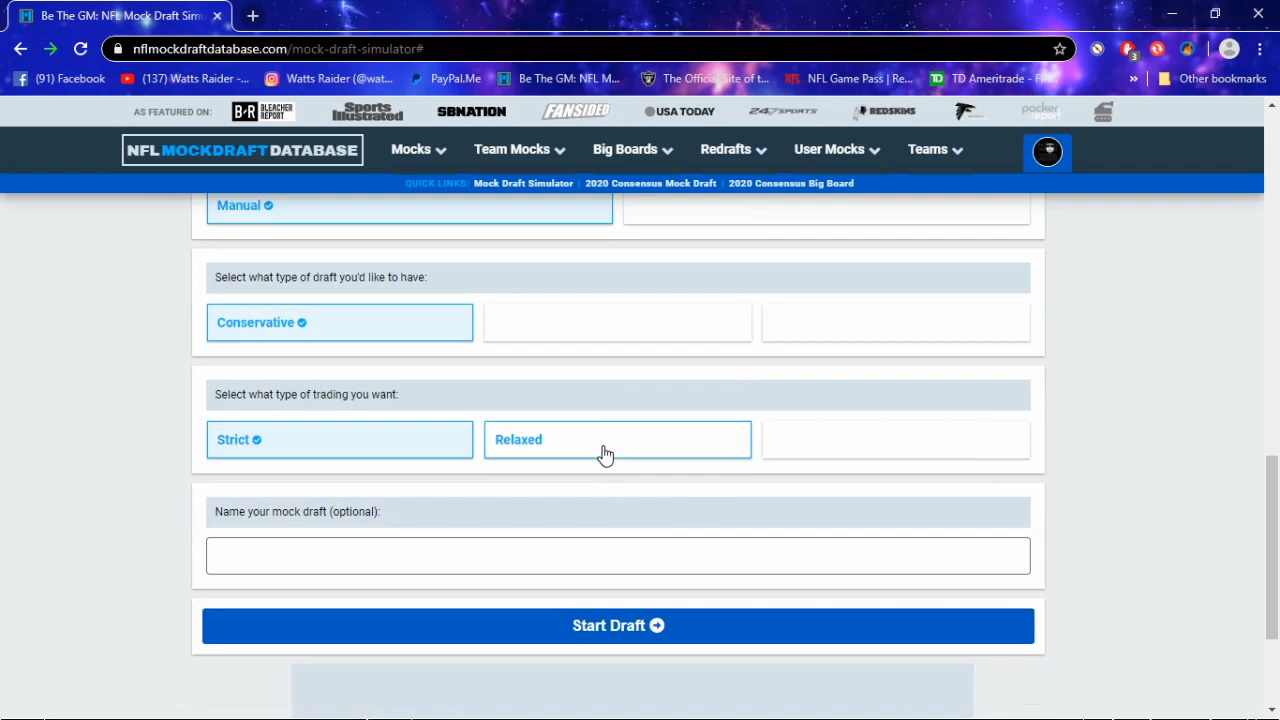 Be The GM: NFL Mock Draft Sim
nflmockdraftdatabase.com/mock-draft-simulator#
(91) Facebook
(137) Watts Raider -...
Watts Raider (@wat...
PayPal.Me
Be The GM: NFL M...
The Official Site of t...
NFL Game Pass | Re...
TD Ameritrade - Fin...
»
Other bookmarks
AS FEATURED ON:
B/R BLEACHER REPORT
Sports Illustrated
SBNATION
FANSIDED
USA TODAY
247SPORTS
REDSKINS
packer report
NFLMOCKDRAFTDATABASE
Mocks
Team Mocks
Big Boards
Redrafts
User Mocks
Teams
QUICK LINKS: Mock Draft Simulator | 2020 Consensus Mock Draft | 2020 Consensus Big Board
Manual
Select what type of draft you'd like to have:
Conservative
Select what type of trading you want:
Strict
Relaxed
Name your mock draft (optional):
Start Draft